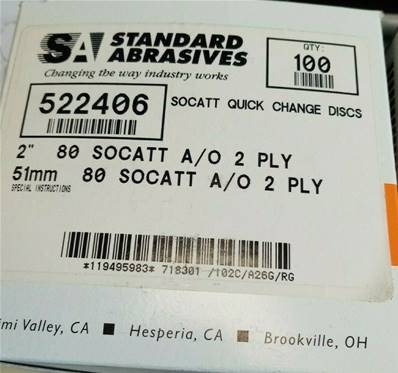 SA STANDARD ABRASIVES
Changing the way industry works
QTY:
100
522406
SOCATT QUICK CHANGE DISCS
2" 80 SOCATT A/O 2 PLY
51mm 80 SOCATT A/O 2 PLY
SPECIAL INSTRUCTIONS
*119495983* 718301 /102C/A26G/RG
imi Valley, CA ■ Hesperia, CA ■ Brookville, OH